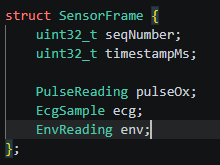 struct SensorFrame {
    uint32_t seqNumber;
    uint32_t timestampMs;

    PulseReading pulseOx;
    EcgSample ecg;
    EnvReading env;
};